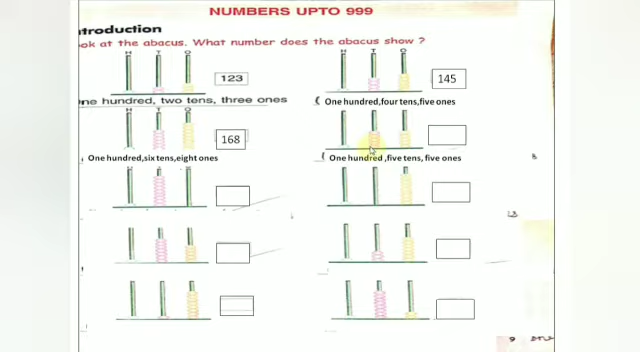 NUMBERS UPTO 999
ntroduction
ok at the abacus. What number does the abacus show ?
H T O
H T O
123
145
ne hundred, two tens, three ones
One hundred,four tens,five ones
H T O
168
One hundred,six tens,eight ones
One hundred ,five tens, five ones
9